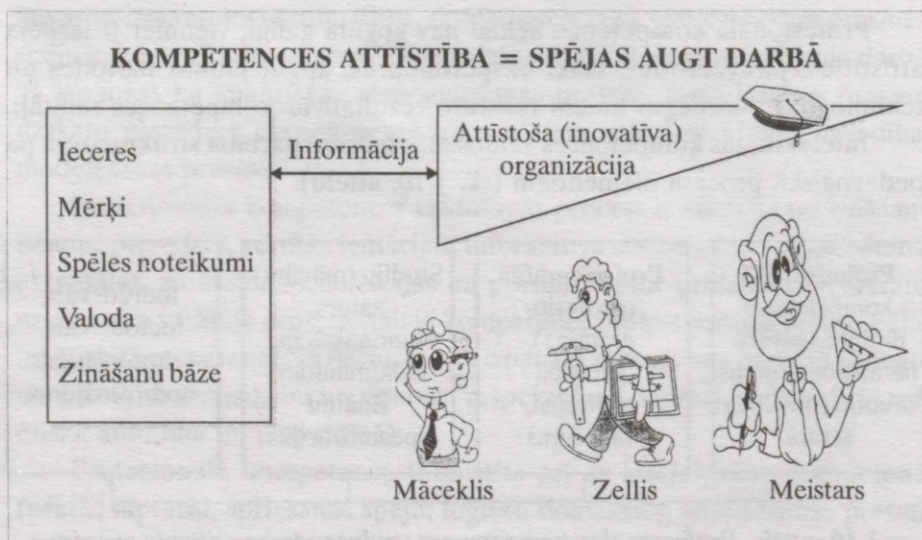 KOMPETENCES ATTĪSTĪBA = SPĒJAS AUGT DARBĀ
Ieceres
Mērķi
Spēles noteikumi
Valoda
Zināšanu bāze
Informācija
Attīstoša (inovatīva)
organizācija
Māceklis
Zellis
Meistars